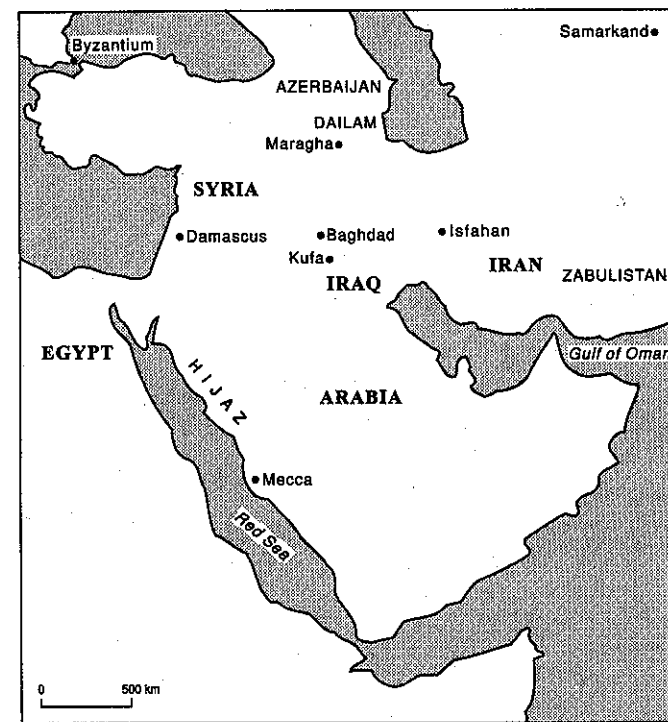 Samarkand
Byzantium
AZERBAIJAN
DAILAM
Maragha
SYRIA
Damascus
Baghdad
Isfahan
Kufa
IRAN
IRAQ
ZABULISTAN
EGYPT
Gulf of Oman
HIJAZ
ARABIA
Mecca
Red Sea
0 500 km